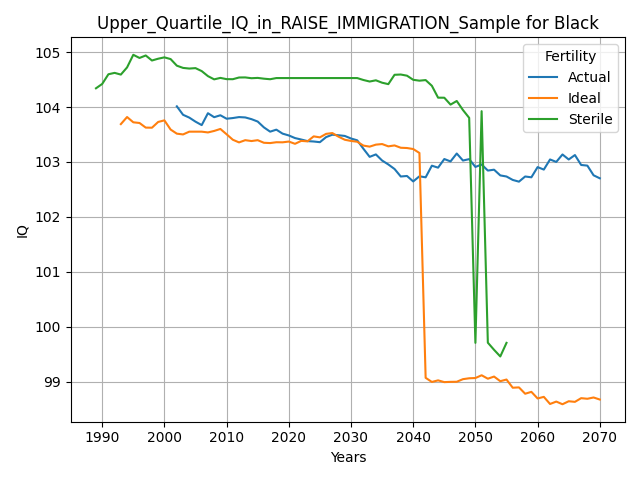 Upper_Quartile_IQ_in_RAISE_IMMIGRATION_Sample for Black
Fertility
Actual
Ideal
Sterile
105
104
103
102
101
100
99
IQ
1990 2000 2010 2020 2030 2040 2050 2060 2070
Years